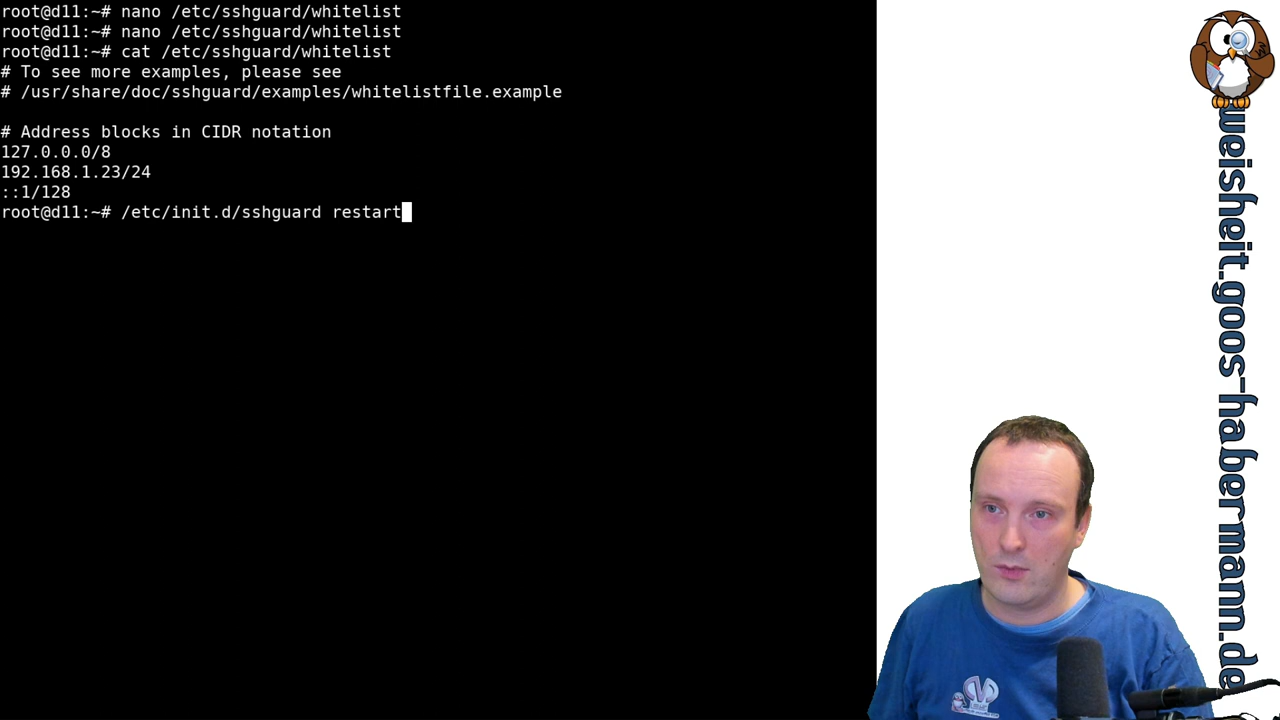 root@d11:~# nano /etc/sshguard/whitelist
root@d11:~# nano /etc/sshguard/whitelist
root@d11:~# cat /etc/sshguard/whitelist
# To see more examples, please see
# /usr/share/doc/sshguard/examples/whitelistfile.example
# Address blocks in CIDR notation
127.0.0.0/8
192.168.1.23/24
::1/128
root@d11:~# /etc/init.d/sshguard restart
weisheit.goos-habermann.de